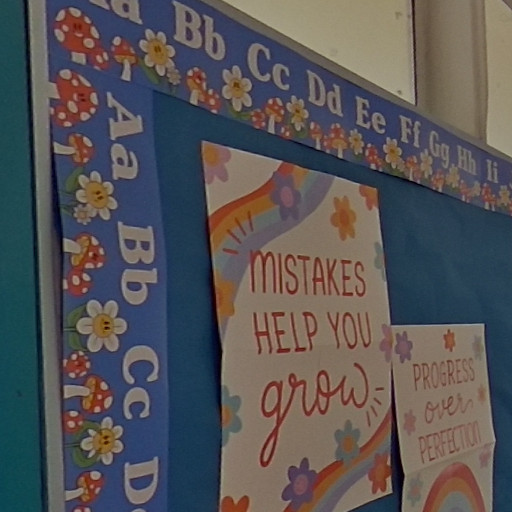 Aa Bb Cc Dd Ee Ff Gg Hh Ii
Aa Bb Cc
MISTAKES
HELP YOU
grow
PROGRESS
over
PERFECTION